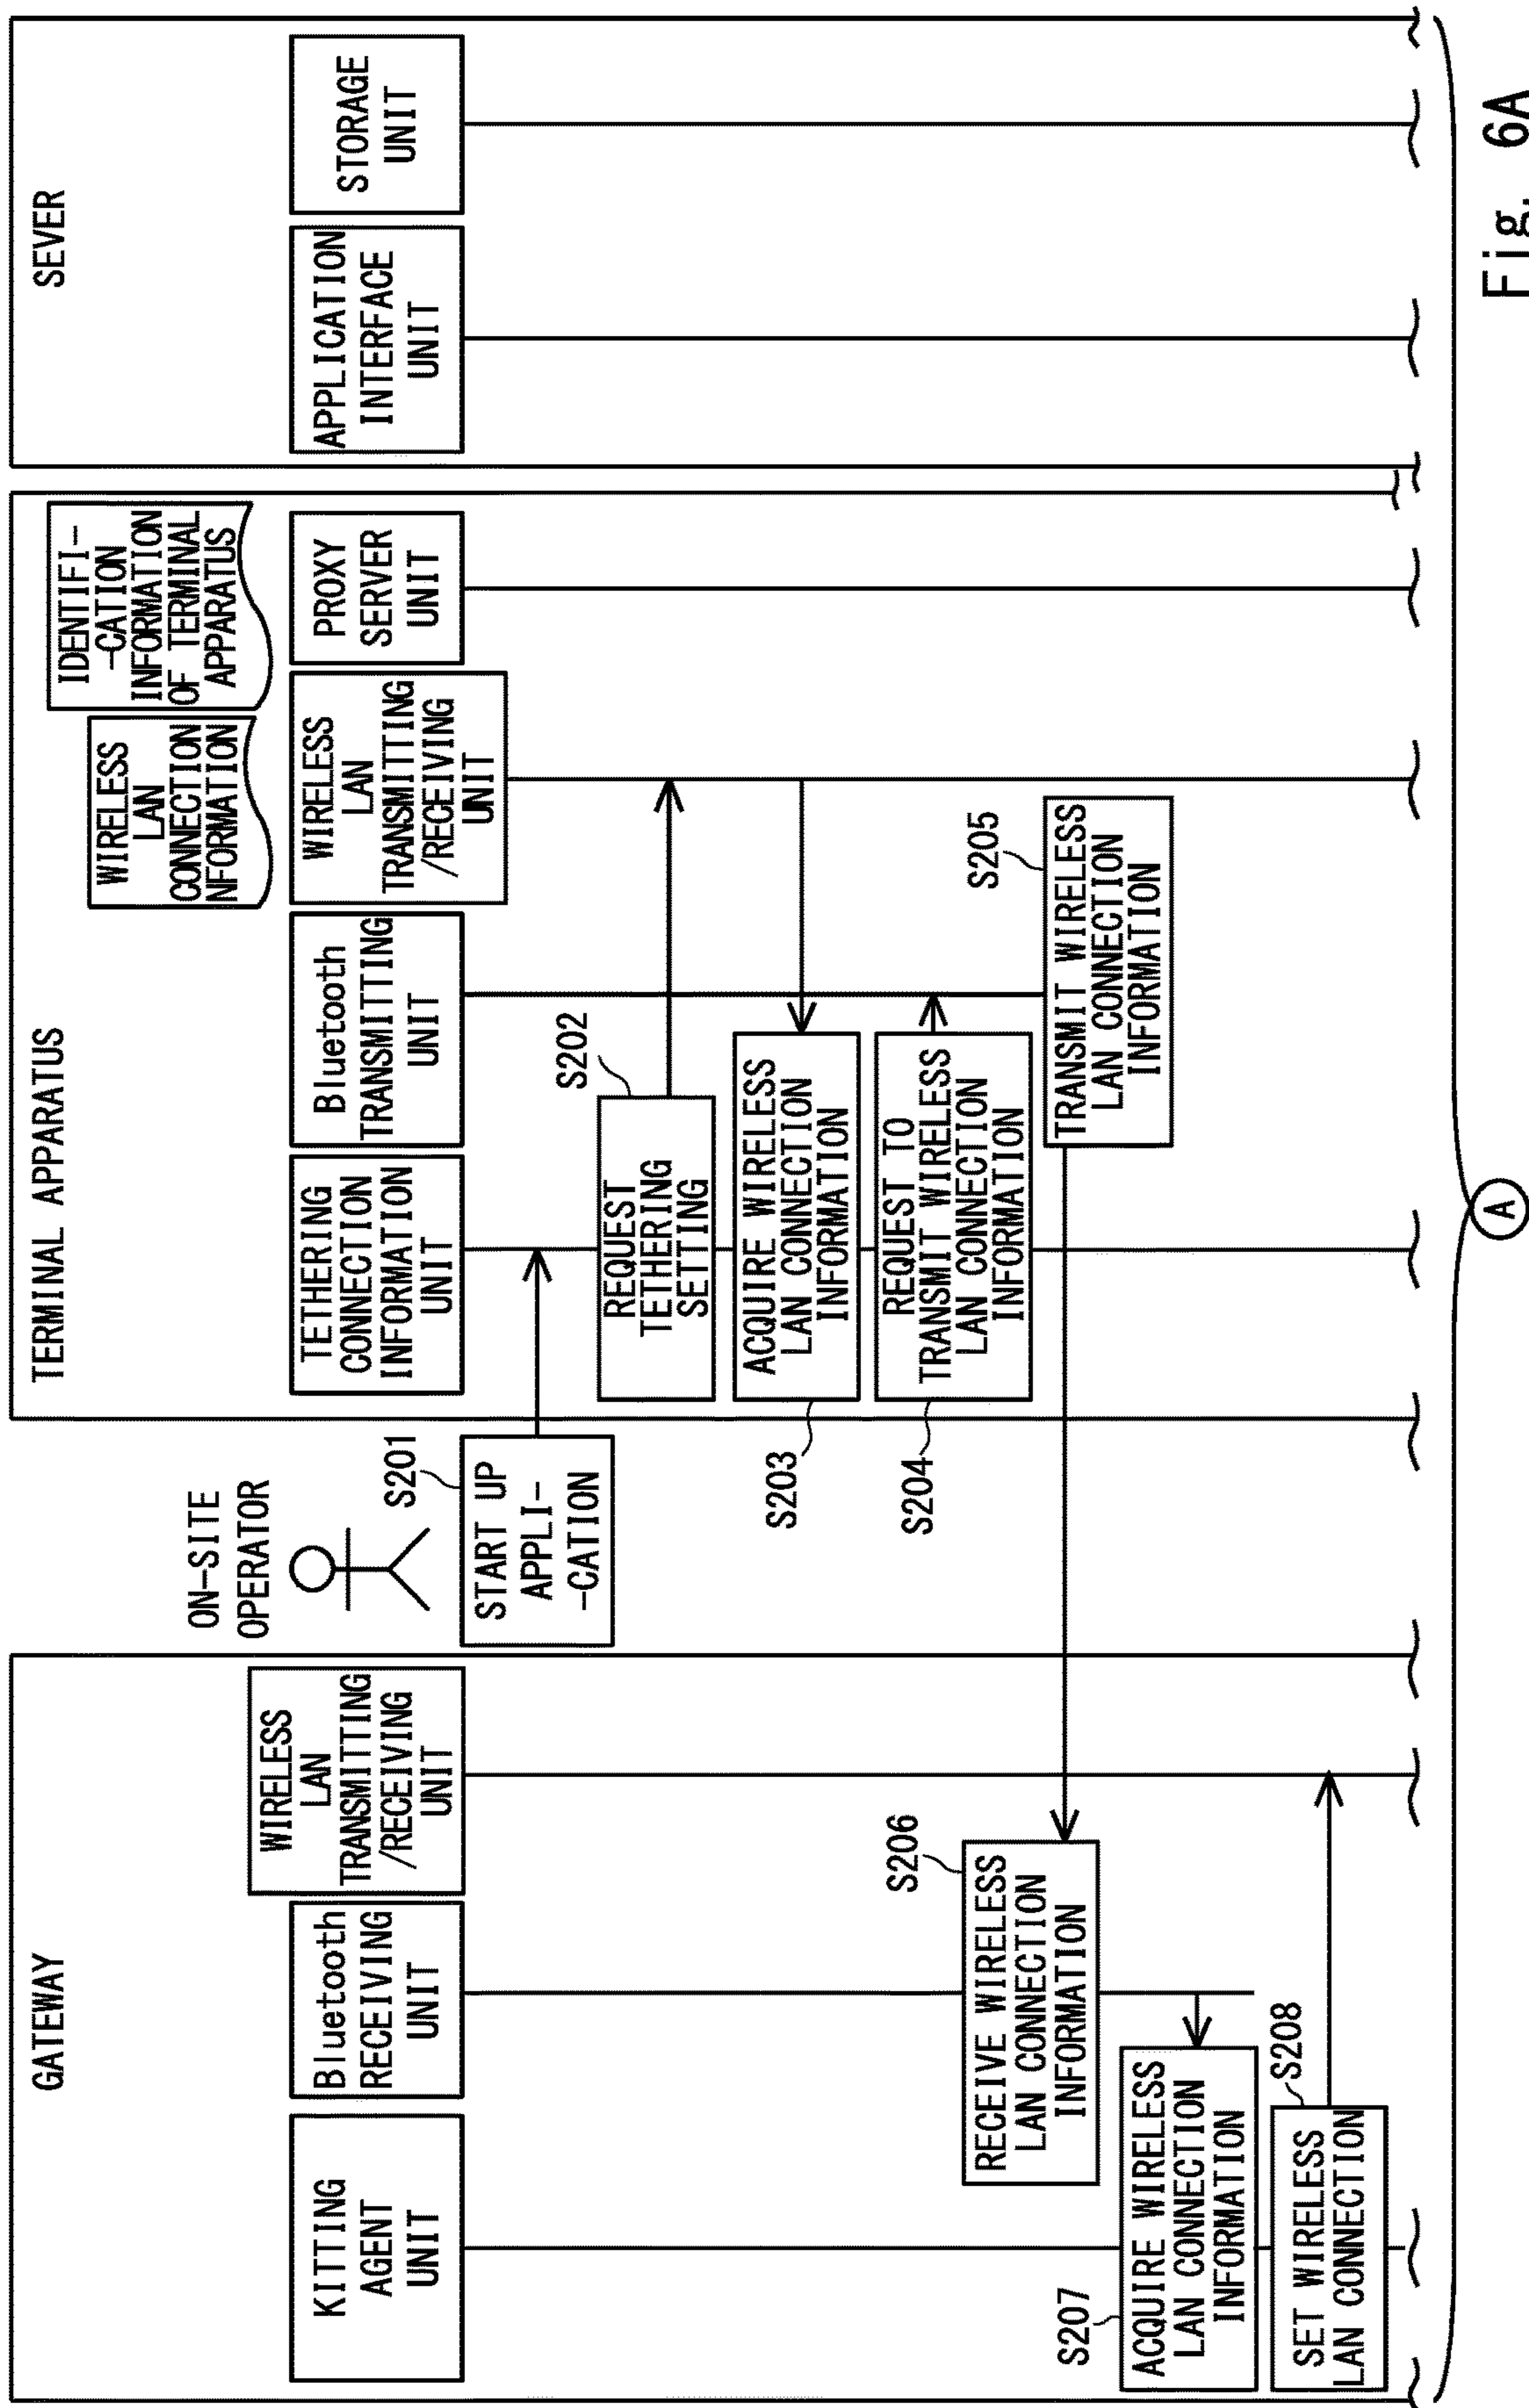 GATEWAY
KITTING
AGENT
UNIT
Bluetooth
RECEIVING
UNIT
WIRELESS
LAN
TRANSMITTING
/RECEIVING
UNIT
ON-SITE
OPERATOR
TERMINAL APPARATUS
TETHERING
CONNECTION
INFORMATION
UNIT
Bluetooth
TRANSMITTING
UNIT
WIRELESS
LAN
CONNECTION
NFORMATION
WIRELESS
LAN
TRANSMITTING
/RECEIVING
UNIT
IDENTIFI-
-CATION
INFORMATION
OF TERMINAL
APPARATUS
PROXY
SERVER
UNIT
SEVER
APPLICATION
INTERFACE
UNIT
STORAGE
UNIT
S201
START UP
APPLI-
-CATION
S202
REQUEST
TETHERING
SETTING
S203
ACQUIRE WIRELESS
LAN CONNECTION
INFORMATION
S204
REQUEST TO
TRANSMIT WIRELESS
LAN CONNECTION
INFORMATION
S205
TRANSMIT WIRELESS
LAN CONNECTION
INFORMATION
S206
RECEIVE WIRELESS
LAN CONNECTION
INFORMATION
S207
ACQUIRE WIRELESS
LAN CONNECTION
INFORMATION
S208
SET WIRELESS
LAN CONNECTION
A
Fig. 6A